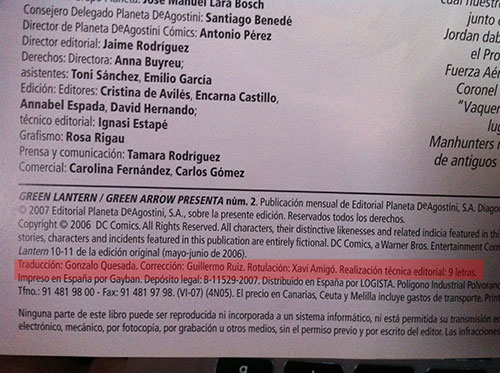 José Manuel Lara Bosch
Consejero Delegado Planeta DeAgostini: Santiago Benedé
Director de Planeta DeAgostini Cómics: Antonio Pérez
Director editorial: Jaime Rodríguez
Derechos: Directora: Anna Buyreu;
asistentes: Toni Sánchez, Emilio García
Edición: Editores: Cristina de Avilés, Encarna Castillo,
Annabel Espada, David Hernando;
técnico editorial: Ignasi Estapé
Grafismo: Rosa Rigau
Prensa y comunicación: Tamara Rodríguez
Comercial: Carolina Fernández, Carlos Gómez
junto
Jordan dab
el Pro
Fuerza Aér
Coronel
"Vaquer
lug
Manhunters
de antiguos
GREEN LANTERN / GREEN ARROW PRESENTA núm. 2. Publicación mensual de Editorial Planeta DeAgostini, S.A. Diagon
© 2007 Editorial Planeta DeAgostini, S.A., sobre la presente edición. Reservados todos los derechos.
Copyright © 2006 DC Comics. All Rights Reserved. All characters, their distinctive likenesses and related indicia featured in this
stories, characters and incidents featured in this publication are entirely fictional. DC Comics, a Warner Bros. Entertainment Com
Lantern 10-11 de la edición original (mayo-junio de 2006).
Traducción: Gonzalo Quesada. Corrección: Guillermo Ruiz. Rotulación: Xavi Amigó. Realización técnica editorial: 9 letras.
Impreso en España por Gayban. Depósito legal: B-11529-2007. Distribuido en España por LOGISTA. Polígono Industrial Polvoran
Tfno.: 91 481 98 00 - Fax: 91 481 97 98. (VI-07) (4N05). El precio en Canarias, Ceuta y Melilla incluye gastos de transporte. Print
Ninguna parte de este libro puede ser reproducida ni incorporada a un sistema informático, ni está permitida su transmisión en
electrónico, mecánico, por fotocopia, por grabación u otros medios, sin el permiso previo y por escrito del editor. Las infraccion